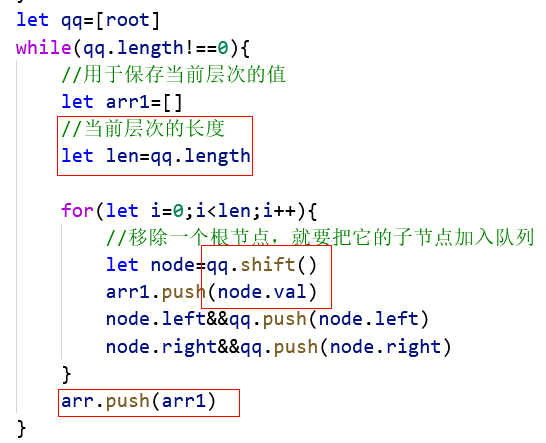 let qq=[root]
while(qq.length!==0){
//用于保存当前层次的值
let arr1=[]
//当前层次的长度
let len=qq.length
for(let i=0;i<len;i++){
//移除一个根节点，就要把它的子节点加入队列
let node=qq.shift()
arr1.push(node.val)
node.left&&qq.push(node.left)
node.right&&qq.push(node.right)
}
arr.push(arr1)
}